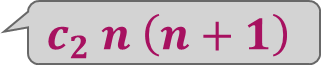 c₂ n (n + 1)